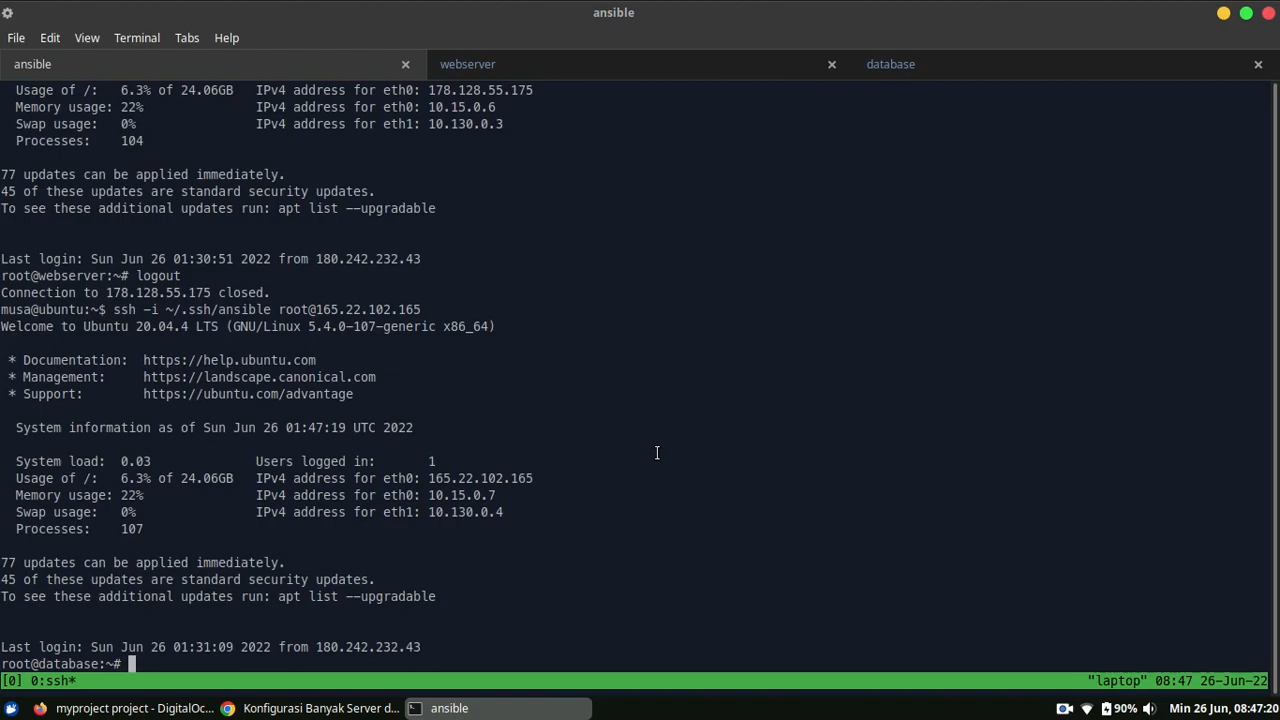 ansible
File Edit View Terminal Tabs Help
ansible webserver database
Usage of /: 6.3% of 24.06GB IPv4 address for eth0: 178.128.55.175
Memory usage: 22% IPv4 address for eth0: 10.15.0.6
Swap usage: 0% IPv4 address for eth1: 10.130.0.3
Processes: 104
77 updates can be applied immediately.
45 of these updates are standard security updates.
To see these additional updates run: apt list --upgradable
Last login: Sun Jun 26 01:30:51 2022 from 180.242.232.43
root@webserver:~# logout
Connection to 178.128.55.175 closed.
musa@ubuntu:~$ ssh -i ~/.ssh/ansible root@165.22.102.165
Welcome to Ubuntu 20.04.4 LTS (GNU/Linux 5.4.0-107-generic x86_64)
* Documentation: https://help.ubuntu.com
* Management: https://landscape.canonical.com
* Support: https://ubuntu.com/advantage
System information as of Sun Jun 26 01:47:19 UTC 2022
System load: 0.03 Users logged in: 1
Usage of /: 6.3% of 24.06GB IPv4 address for eth0: 165.22.102.165
Memory usage: 22% IPv4 address for eth0: 10.15.0.7
Swap usage: 0% IPv4 address for eth1: 10.130.0.4
Processes: 107
77 updates can be applied immediately.
45 of these updates are standard security updates.
To see these additional updates run: apt list --upgradable
Last login: Sun Jun 26 01:31:09 2022 from 180.242.232.43
root@database:~#
[0] 0:ssh* "laptop" 08:47 26-Jun-22
myproject project - DigitalOc... Konfigurasi Banyak Server d... ansible 90% Min 26 Jun, 08:47:20